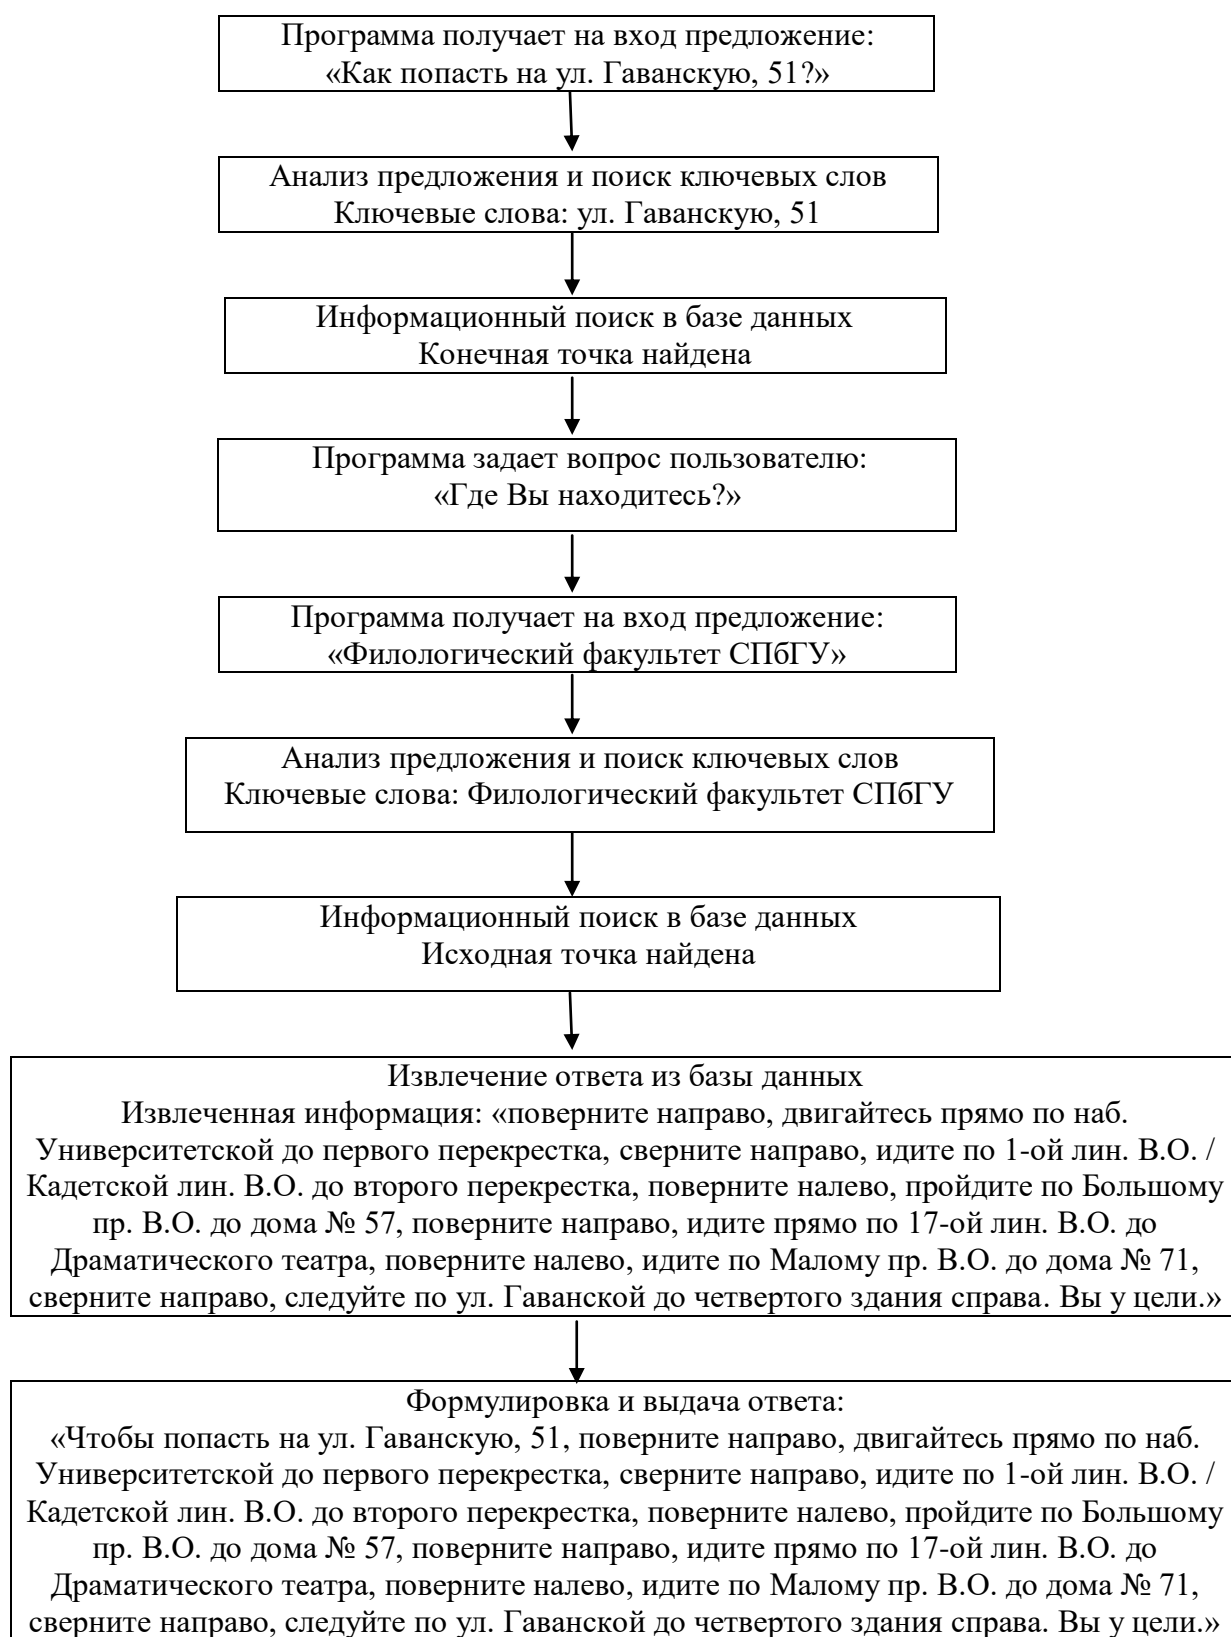 Программа получает на вход предложение:
«Как попасть на ул. Гаванскую, 51?»
Анализ предложения и поиск ключевых слов
Ключевые слова: ул. Гаванскую, 51
Информационный поиск в базе данных
Конечная точка найдена
Программа задает вопрос пользователю:
«Где Вы находитесь?»
Программа получает на вход предложение:
«Филологический факультет СПбГУ»
Анализ предложения и поиск ключевых слов
Ключевые слова: Филологический факультет СПбГУ
Информационный поиск в базе данных
Исходная точка найдена
Извлечение ответа из базы данных
Извлеченная информация: «поверните направо, двигайтесь прямо по наб.
Университетской до первого перекрестка, сверните направо, идите по 1-ой лин. В.О. /
Кадетской лин. В.О. до второго перекрестка, поверните налево, пройдите по Большому
пр. В.О. до дома № 57, поверните направо, идите прямо по 17-ой лин. В.О. до
Драматического театра, поверните налево, идите по Малому пр. В.О. до дома № 71,
сверните направо, следуйте по ул. Гаванской до четвертого здания справа. Вы у цели.»
Формулировка и выдача ответа:
«Чтобы попасть на ул. Гаванскую, 51, поверните направо, двигайтесь прямо по наб.
Университетской до первого перекрестка, сверните направо, идите по 1-ой лин. В.О. /
Кадетской лин. В.О. до второго перекрестка, поверните налево, пройдите по Большому
пр. В.О. до дома № 57, поверните направо, идите прямо по 17-ой лин. В.О. до
Драматического театра, поверните налево, идите по Малому пр. В.О. до дома № 71,
сверните направо, следуйте по ул. Гаванской до четвертого здания справа. Вы у цели.»